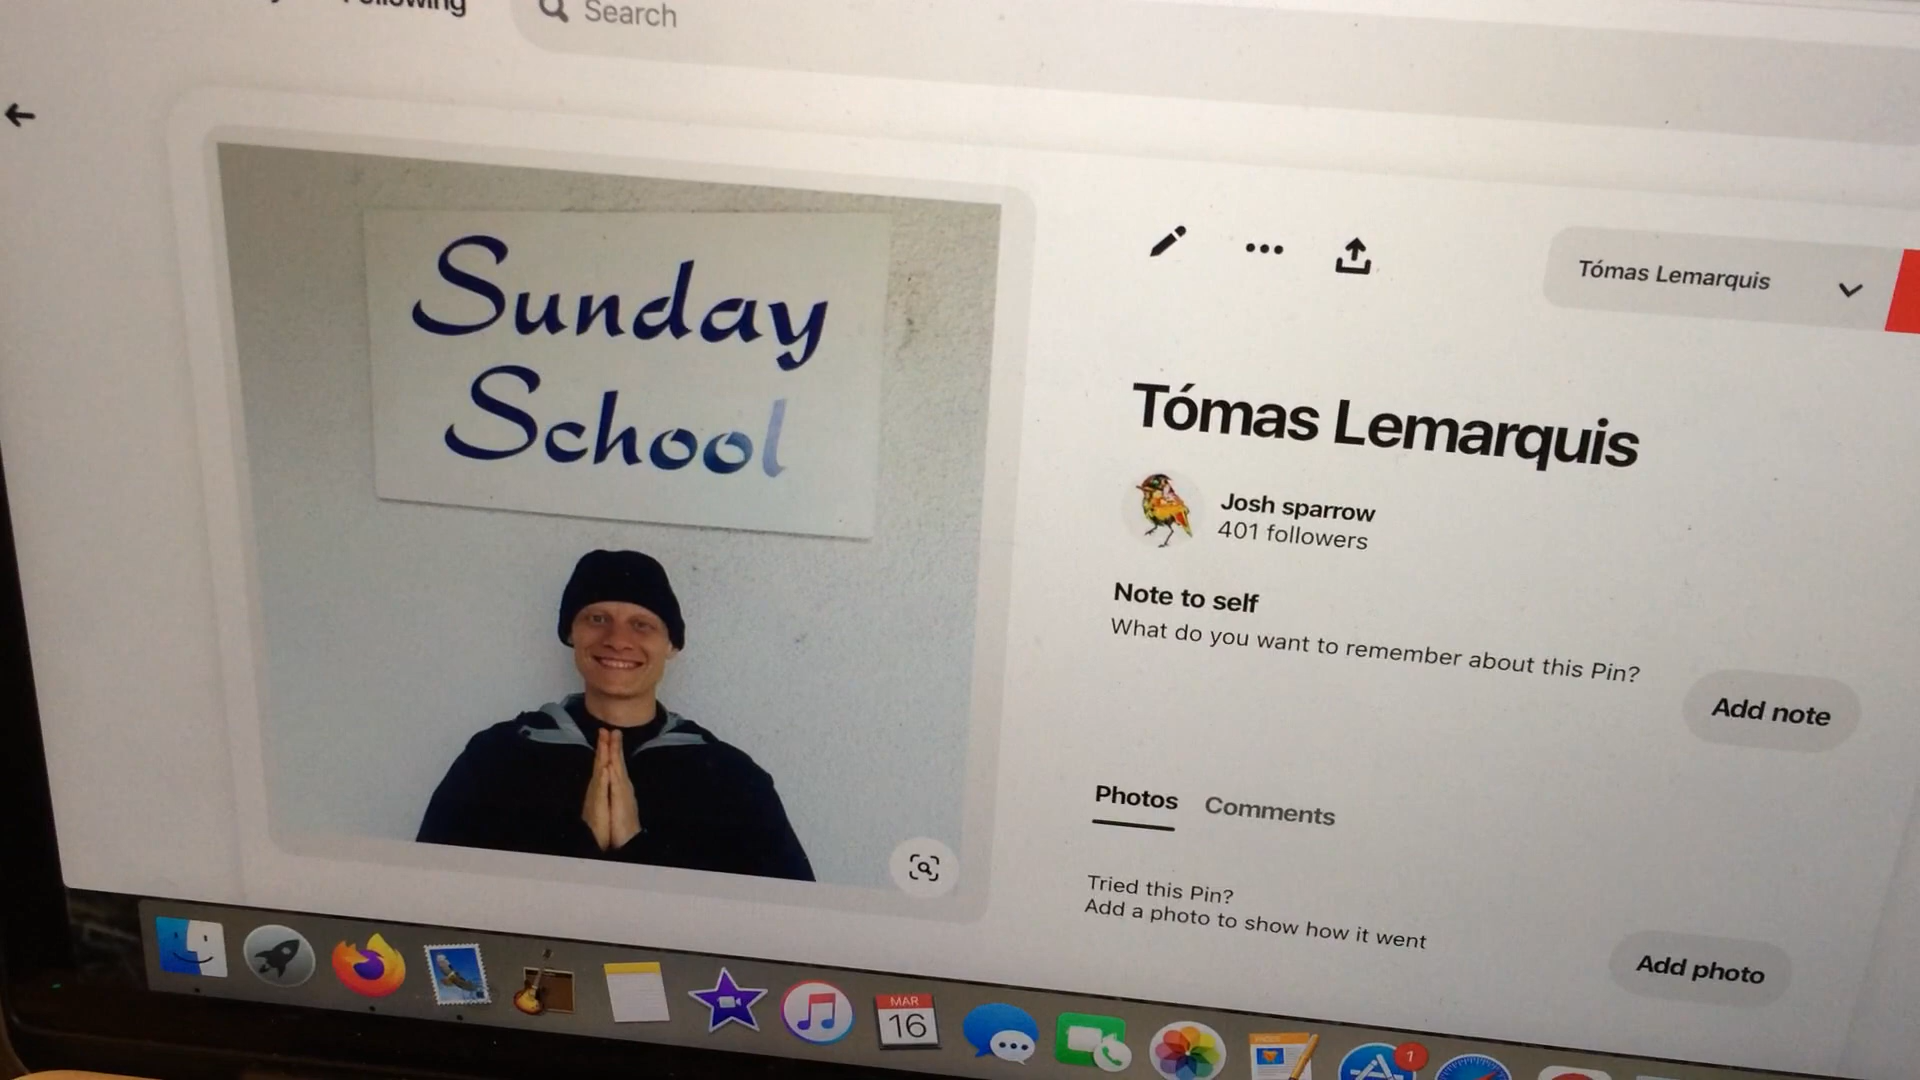 Following
Search
Sunday
School
Tómas Lemarquis
Tómas Lemarquis
Josh sparrow
401 followers
Note to self
What do you want to remember about this Pin?
Add note
Photos
Comments
Tried this Pin?
Add a photo to show how it went
Add photo
MAR
16
1